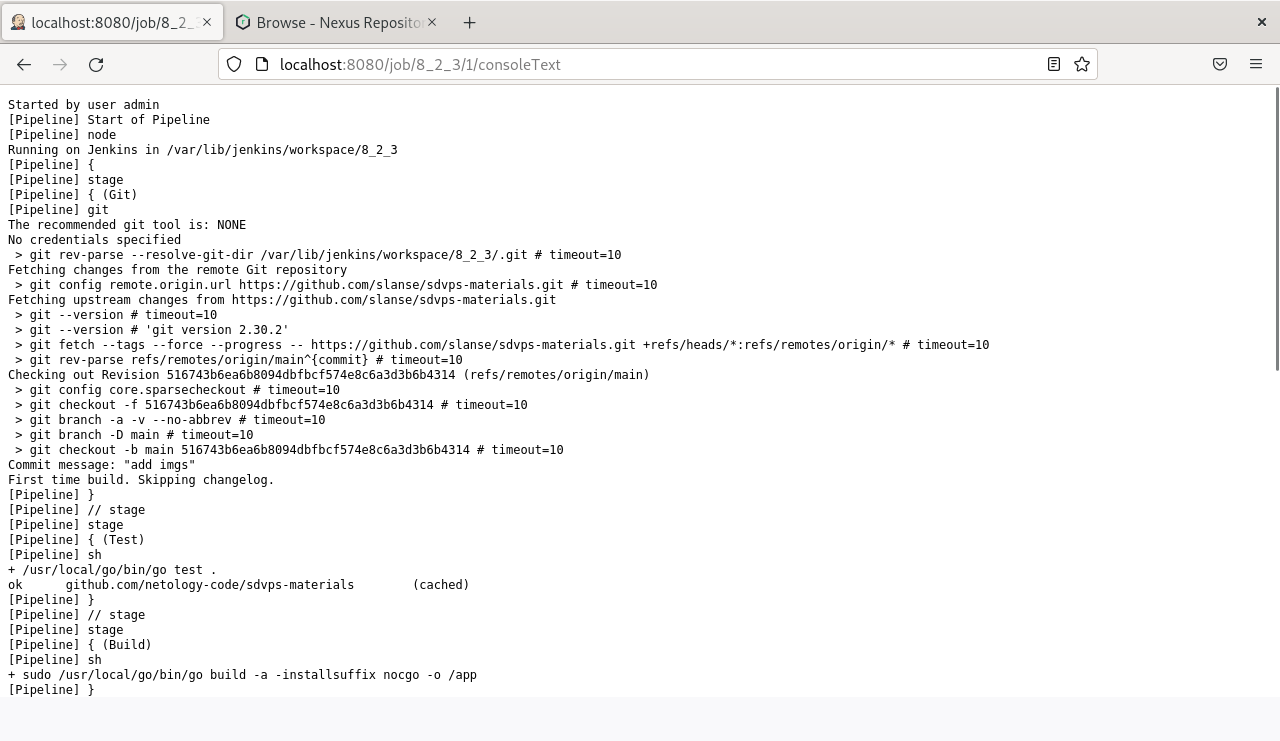 localhost:8080/job/8_2_
Browse - Nexus Reposito
localhost:8080/job/8_2_3/1/consoleText
Started by user admin
[Pipeline] Start of Pipeline
[Pipeline] node
Running on Jenkins in /var/lib/jenkins/workspace/8_2_3
[Pipeline] {
[Pipeline] stage
[Pipeline] { (Git)
[Pipeline] git
The recommended git tool is: NONE
No credentials specified
 > git rev-parse --resolve-git-dir /var/lib/jenkins/workspace/8_2_3/.git # timeout=10
Fetching changes from the remote Git repository
 > git config remote.origin.url https://github.com/slanse/sdvps-materials.git # timeout=10
Fetching upstream changes from https://github.com/slanse/sdvps-materials.git
 > git --version # timeout=10
 > git --version # 'git version 2.30.2'
 > git fetch --tags --force --progress -- https://github.com/slanse/sdvps-materials.git +refs/heads/*:refs/remotes/origin/* # timeout=10
 > git rev-parse refs/remotes/origin/main^{commit} # timeout=10
Checking out Revision 516743b6ea6b8094dbfbcf574e8c6a3d3b6b4314 (refs/remotes/origin/main)
 > git config core.sparsecheckout # timeout=10
 > git checkout -f 516743b6ea6b8094dbfbcf574e8c6a3d3b6b4314 # timeout=10
 > git branch -a -v --no-abbrev # timeout=10
 > git branch -D main # timeout=10
 > git checkout -b main 516743b6ea6b8094dbfbcf574e8c6a3d3b6b4314 # timeout=10
Commit message: "add imgs"
First time build. Skipping changelog.
[Pipeline] }
[Pipeline] // stage
[Pipeline] stage
[Pipeline] { (Test)
[Pipeline] sh
+ /usr/local/go/bin/go test .
ok      github.com/netology-code/sdvps-materials        (cached)
[Pipeline] }
[Pipeline] // stage
[Pipeline] stage
[Pipeline] { (Build)
[Pipeline] sh
+ sudo /usr/local/go/bin/go build -a -installsuffix nocgo -o /app
[Pipeline] }